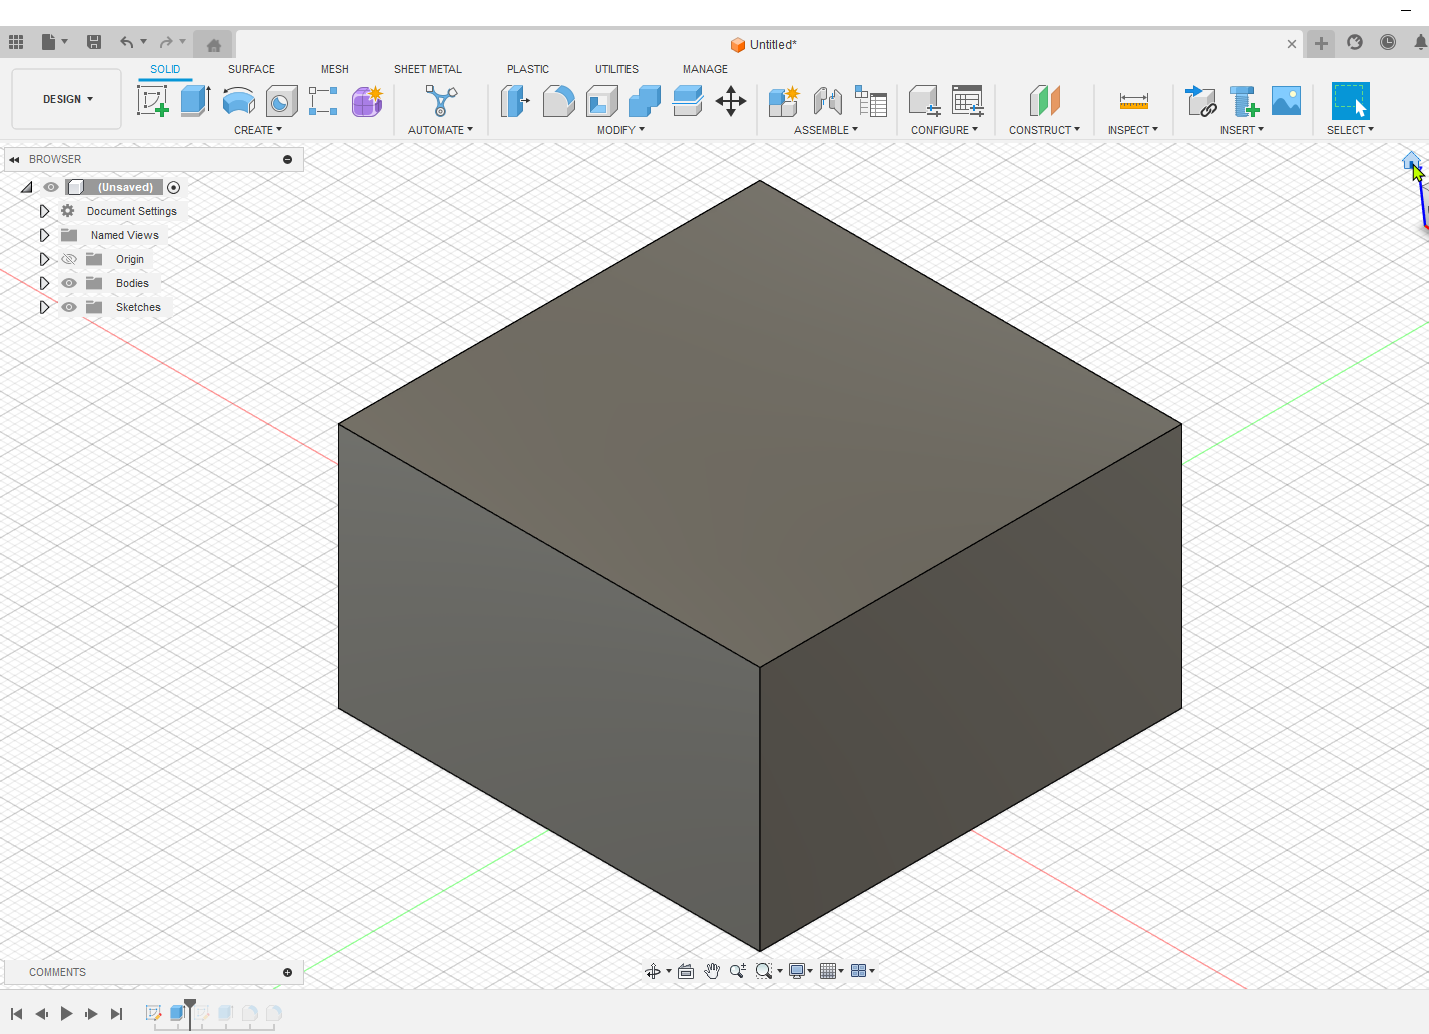 Untitled*
SOLID SURFACE MESH SHEET METAL PLASTIC UTILITIES MANAGE
DESIGN
CREATE AUTOMATE MODIFY ASSEMBLE CONFIGURE CONSTRUCT INSPECT INSERT SELECT
BROWSER
(Unsaved)
Document Settings
Named Views
Origin
Bodies
Sketches
COMMENTS